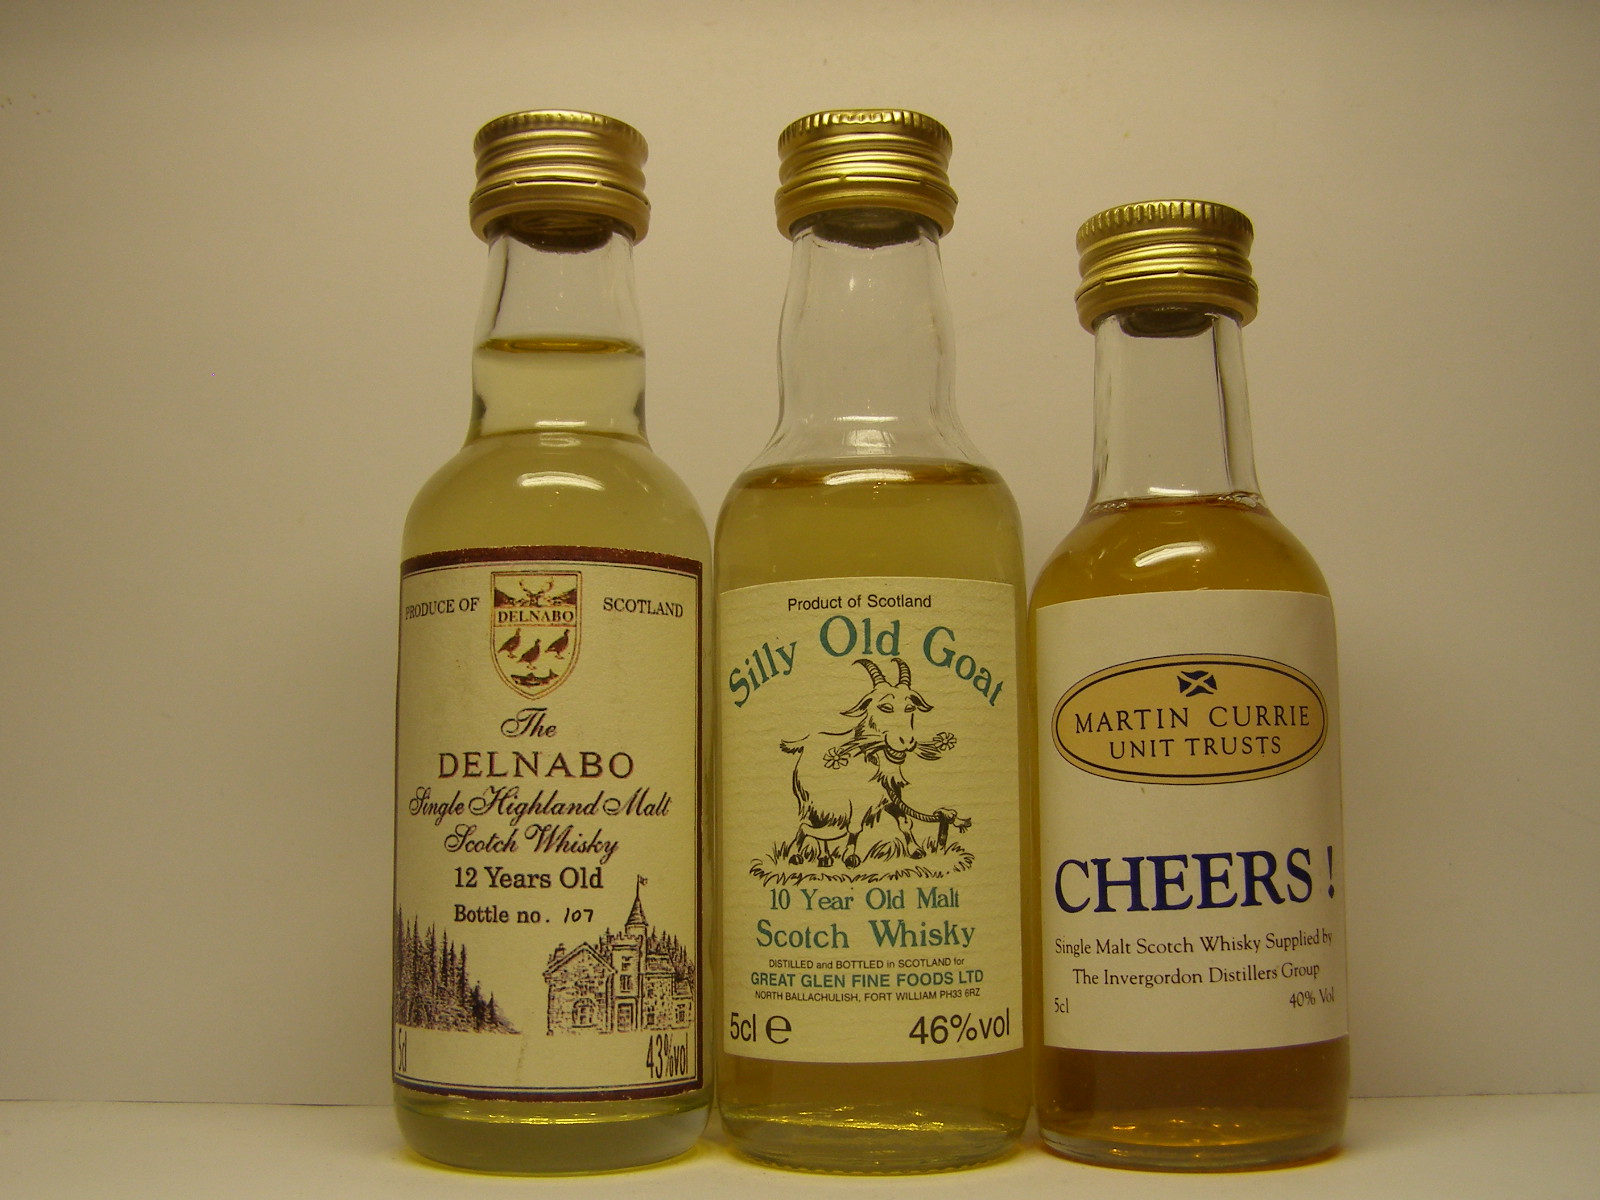 PRODUCE OF SCOTLAND
DELNABO
The
DELNABO
Single Highland Malt
Scotch Whisky
12 Years Old
Bottle no. 107
5cl 43%vol
Product of Scotland
Silly Old Goat
10 Year Old Malt
Scotch Whisky
DISTILLED and BOTTLED in SCOTLAND for
GREAT GLEN FINE FOODS LTD
NORTH BALLACHULISH, FORT WILLIAM PH33 6RZ
5cl e 46%vol
MARTIN CURRIE
UNIT TRUSTS
CHEERS !
Single Malt Scotch Whisky Supplied by
The Invergordon Distillers Group
5cl 40% Vol